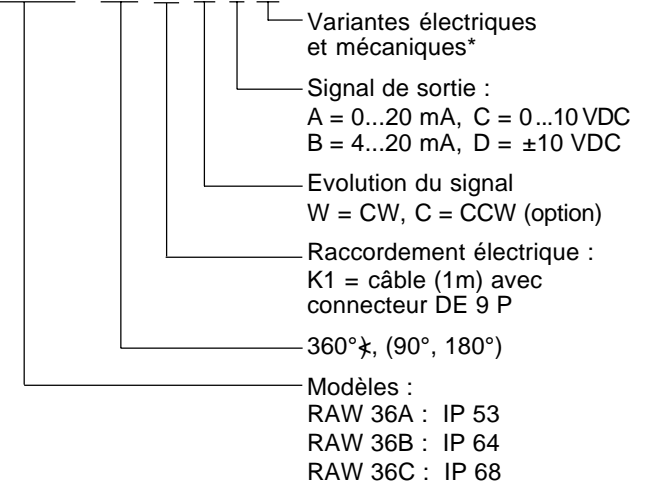 Variantes électriques
et mécaniques*
Signal de sortie :
A = 0...20 mA, C = 0...10 VDC
B = 4...20 mA, D = ±10 VDC
Evolution du signal
W = CW, C = CCW (option)
Raccordement électrique :
K1 = câble (1m) avec
connecteur DE 9 P
360°∢, (90°, 180°)
Modèles :
RAW 36A : IP 53
RAW 36B : IP 64
RAW 36C : IP 68